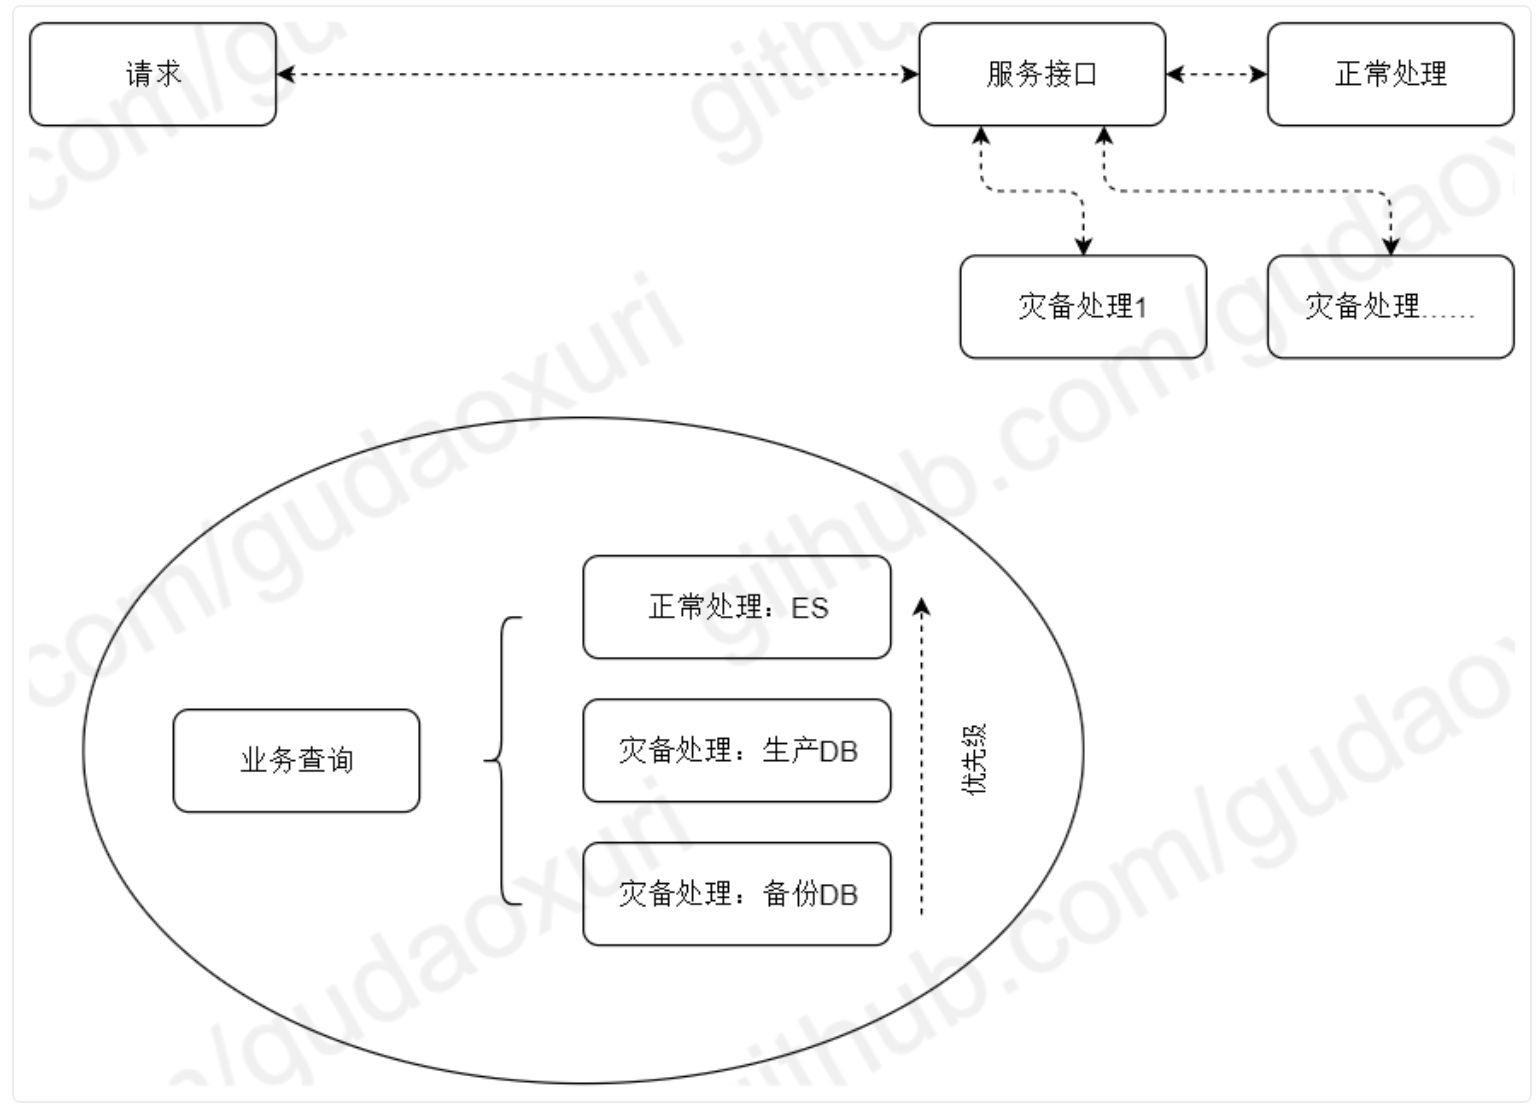 请求
服务接口
正常处理
灾备处理1
灾备处理......
正常处理：ES
灾备处理：生产DB
业务查询
优先级
灾备处理：备份DB
github.com/gudaoxuri